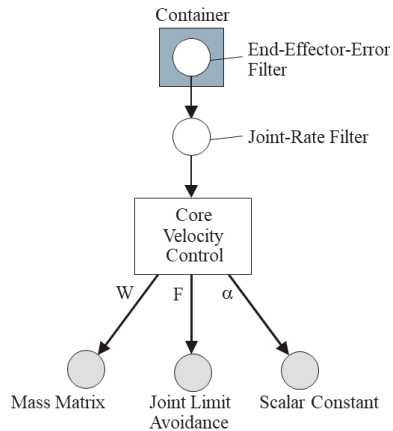 Container
End-Effector-Error
Filter
Joint-Rate Filter
Core
Velocity
Control
W
F
α
Mass Matrix
Joint Limit
Avoidance
Scalar Constant